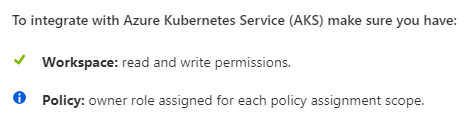 To integrate with Azure Kubernetes Service (AKS) make sure you have:
Workspace: read and write permissions.
Policy: owner role assigned for each policy assignment scope.